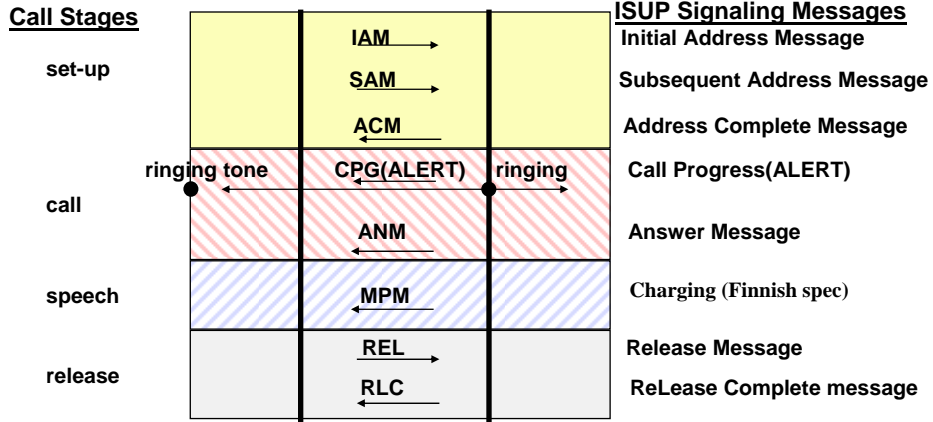 Call Stages
ISUP Signaling Messages
IAM
Initial Address Message
set-up
SAM
Subsequent Address Message
ACM
Address Complete Message
ringing tone
CPG(ALERT)
ringing
Call Progress(ALERT)
call
ANM
Answer Message
speech
MPM
Charging (Finnish spec)
REL
Release Message
release
RLC
ReLease Complete message